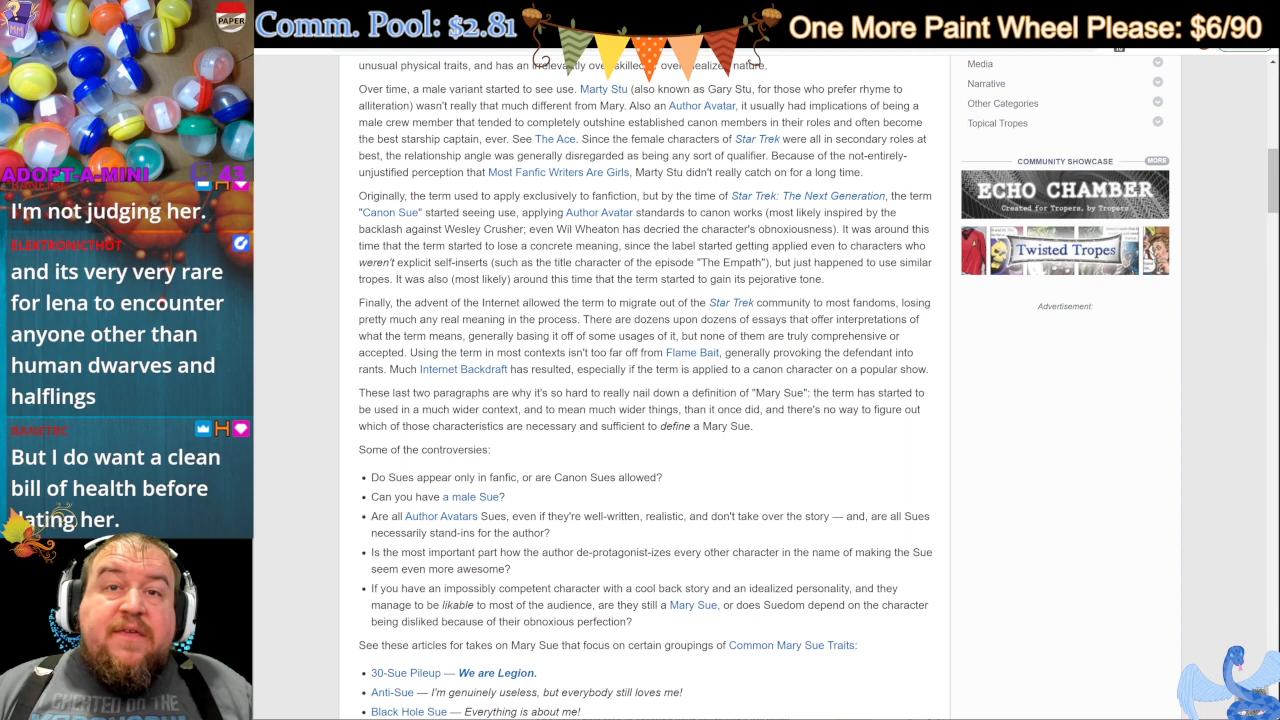 PAPER
MM
Comm. Pool: $2.81
One More Paint Wheel Please: $6/90
ADOPT-A-MINI
43
I'm not judging her.
ELEKTRONICTHOT
and its very very rare
for lena to encounter
anyone other than
human dwarves and
halflings
But I do want a clean
bill of health before
dating her.
unusual physical traits, and has an
nature.
Over time, a male variant started to see use. Marty Stu (also known as Gary Stu, for those who prefer rhyme to
alliteration) wasn't really that much different from Mary. Also an Author Avatar, it usually had implications of being a
male crew member that tended to completely outshine established canon members in their roles and often become
the best starship captain, ever. See The Ace. Since the female characters of Star Trek were all in secondary roles at
best, the relationship angle was generally disregarded as being any sort of qualifier. Because of the not-entirely-
unjustified perception that Most Fanfic Writers Are Girls, Marty Stu didn't really catch on for a long time.
Originally, the term used to apply exclusively to fanfiction, but by the time of Star Trek: The Next Generation, the term
"Canon Sue" started seeing use, applying Author Avatar standards to canon works (most likely inspired by the
backlash against Wesley Crusher; even Wil Wheaton has decried the character's obnoxiousness). It was around this
time that the term started to lose a concrete meaning, since the label started getting applied even to characters who
weren't explicit self-inserts (such as the title character of the episode "The Empath"), but just happened to use similar
tropes. It was also (most likely) around this time that the term started to gain its pejorative tone.
Finally, the advent of the Internet allowed the term to migrate out of the Star Trek community to most fandoms, losing
pretty much any real meaning in the process. There are dozens upon dozens of essays that offer interpretations of
what the term means, generally basing it off of some usages of it, but none of them are truly comprehensive or
accepted. Using the term in most contexts isn't too far off from Flame Bait, generally provoking the defendant into
rants. Much Internet Backdraft has resulted, especially if the term is applied to a canon character on a popular show.
These last two paragraphs are why it's so hard to really nail down a definition of "Mary Sue": the term has started to
be used in a much wider context, and to mean much wider things, than it once did, and there's no way to figure out
which of those characteristics are necessary and sufficient to define a Mary Sue.
Some of the controversies:
• Do Sues appear only in fanfic, or are Canon Sues allowed?
• Can you have a male Sue?
• Are all Author Avatars Sues, even if they're well-written, realistic, and don't take over the story — and, are all Sues
necessarily stand-ins for the author?
• Is the most important part how the author de-protagonist-izes every other character in the name of making the Sue
seem even more awesome?
• If you have an impossibly competent character with a cool back story and an idealized personality, and they
manage to be likable to most of the audience, are they still a Mary Sue, or does Suedom depend on the character
being disliked because of their obnoxious perfection?
See these articles for takes on Mary Sue that focus on certain groupings of Common Mary Sue Traits:
• 30-Sue Pileup — We are Legion.
• Anti-Sue — I'm genuinely useless, but everybody still loves me!
• Black Hole Sue — Everything is about me!
Media
Narrative
Other Categories
Topical Tropes
COMMUNITY SHOWCASE
MORE
ECHO CHAMBER
Created for Tropers, by Tropers
Twisted Tropes
Advertisement: